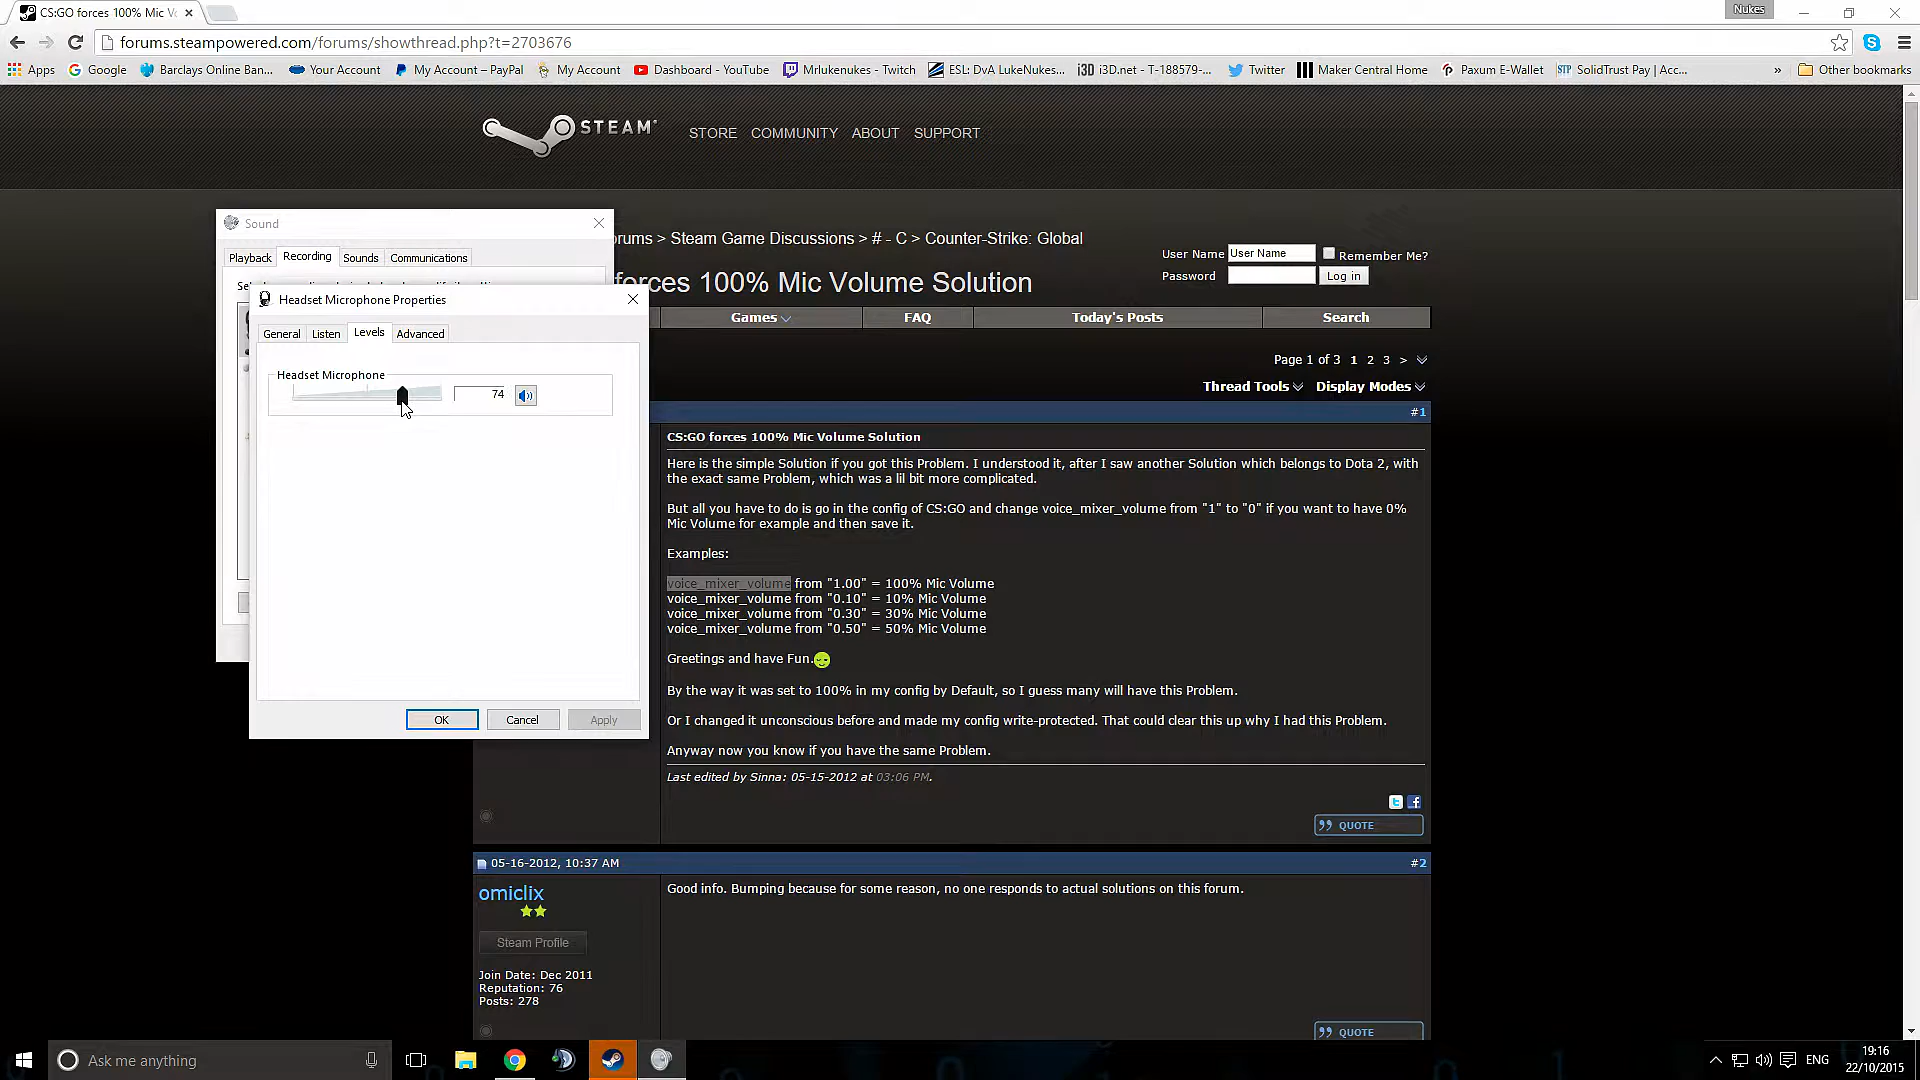 CS:GO forces 100% Mic Vo
Nukes
forums.steampowered.com/forums/showthread.php?t=2703676
Apps Google Barclays Online Ban... Your Account My Account – PayPal My Account Dashboard - YouTube Mrlukenukes - Twitch ESL: DvA LukeNukes... i3D i3D.net - T-188579-... Twitter Maker Central Home Paxum E-Wallet STP SolidTrust Pay | Acc... » Other bookmarks
STEAM STORE COMMUNITY ABOUT SUPPORT
Sound
Playback Recording Sounds Communications
orums > Steam Game Discussions > # - C > Counter-Strike: Global
User Name User Name Remember Me?
Password Log in
forces 100% Mic Volume Solution
Headset Microphone Properties
Games FAQ Today's Posts Search
General Listen Levels Advanced
Page 1 of 3 1 2 3 >
Headset Microphone
74
Thread Tools Display Modes
#1
CS:GO forces 100% Mic Volume Solution
Here is the simple Solution if you got this Problem. I understood it, after I saw another Solution which belongs to Dota 2, with
the exact same Problem, which was a lil bit more complicated.
But all you have to do is go in the config of CS:GO and change voice_mixer_volume from "1" to "0" if you want to have 0%
Mic Volume for example and then save it.
Examples:
voice_mixer_volume from "1.00" = 100% Mic Volume
voice_mixer_volume from "0.10" = 10% Mic Volume
voice_mixer_volume from "0.30" = 30% Mic Volume
voice_mixer_volume from "0.50" = 50% Mic Volume
Greetings and have Fun.
By the way it was set to 100% in my config by Default, so I guess many will have this Problem.
Or I changed it unconscious before and made my config write-protected. That could clear this up why I had this Problem.
Anyway now you know if you have the same Problem.
Last edited by Sinna: 05-15-2012 at 03:06 PM.
OK Cancel Apply
QUOTE
05-16-2012, 10:37 AM #2
omiclix
Good info. Bumping because for some reason, no one responds to actual solutions on this forum.
Steam Profile
Join Date: Dec 2011
Reputation: 76
Posts: 278
QUOTE
Ask me anything
ENG
19:16
22/10/2015